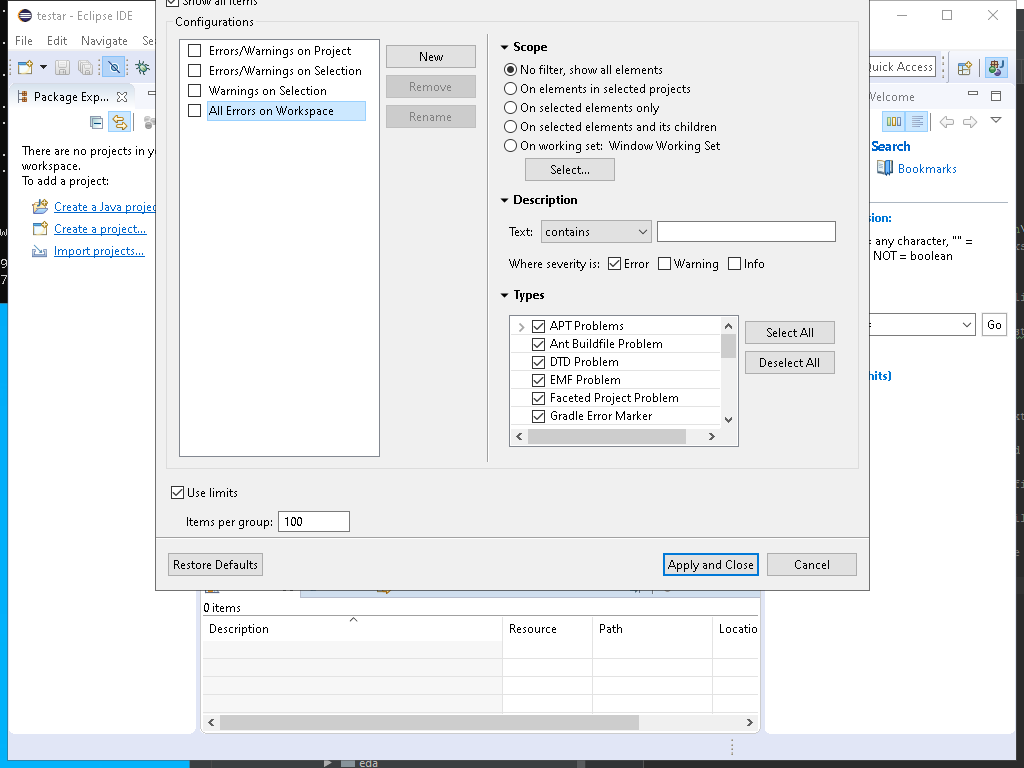 testar - Eclipse IDE
File Edit Navigate Se
Quick Access
Package Exp...
There are no projects in y
workspace.
To add a project:
Create a Java projec
Create a project...
Import projects...
Show all items
Configurations
Errors/Warnings on Project
Errors/Warnings on Selection
Warnings on Selection
All Errors on Workspace
New
Remove
Rename
Scope
No filter, show all elements
On elements in selected projects
On selected elements only
On selected elements and its children
On working set: Window Working Set
Select...
Description
Text: contains
Where severity is: Error Warning Info
Types
APT Problems
Ant Buildfile Problem
DTD Problem
EMF Problem
Faceted Project Problem
Gradle Error Marker
Select All
Deselect All
Use limits
Items per group: 100
Restore Defaults
Apply and Close
Cancel
Welcome
Search
Bookmarks
sion:
= any character, "" =
NOT = boolean
Go
hits)
0 items
Description Resource Path Locatio
eda